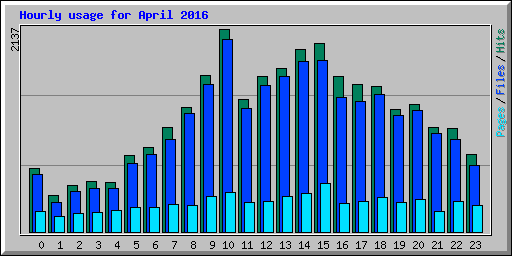 Hourly usage for April 2016
2137
Pages/Files/Hits
0 1 2 3 4 5 6 7 8 9 10 11 12 13 14 15 16 17 18 19 20 21 22 23